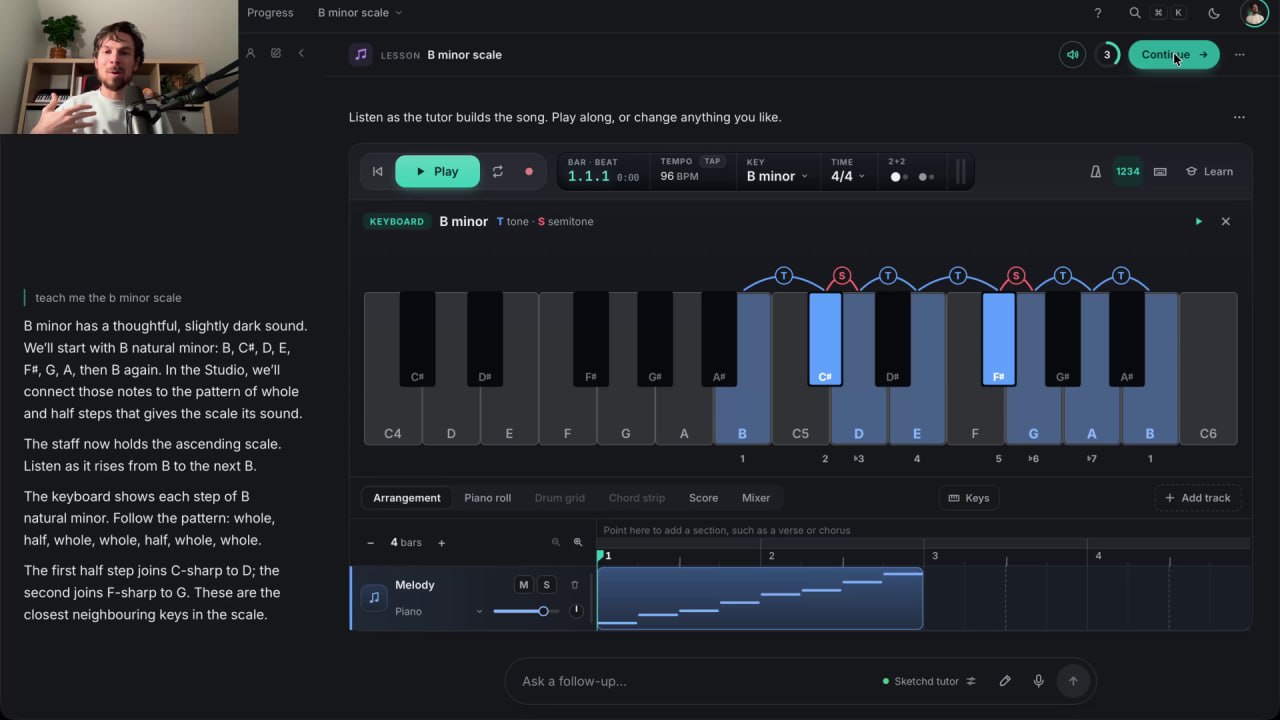 Progress
B minor scale
?
⌘ K
LESSON B minor scale
3
Continue →
Listen as the tutor builds the song. Play along, or change anything you like.
Play
BAR · BEAT
1.1.1 0:00
TEMPO TAP
96 BPM
KEY
B minor
TIME
4/4
2+2
1234
Learn
KEYBOARD B minor T tone · S semitone
T S T T S T T
C# D# F# G# A# C# D# F# G# A#
C4 D E F G A B C5 D E F G A B C6
1 2 ♭3 4 5 ♭6 ♭7 1
teach me the b minor scale
B minor has a thoughtful, slightly dark sound.
We'll start with B natural minor: B, C#, D, E,
F#, G, A, then B again. In the Studio, we'll
connect those notes to the pattern of whole
and half steps that gives the scale its sound.
The staff now holds the ascending scale.
Listen as it rises from B to the next B.
The keyboard shows each step of B
natural minor. Follow the pattern: whole,
half, whole, whole, half, whole, whole.
The first half step joins C-sharp to D; the
second joins F-sharp to G. These are the
closest neighbouring keys in the scale.
Arrangement Piano roll Drum grid Chord strip Score Mixer
Keys
+ Add track
Point here to add a section, such as a verse or chorus
− 4 bars +
1 2 3 4
Melody
M S
Piano
Ask a follow-up...
Sketchd tutor